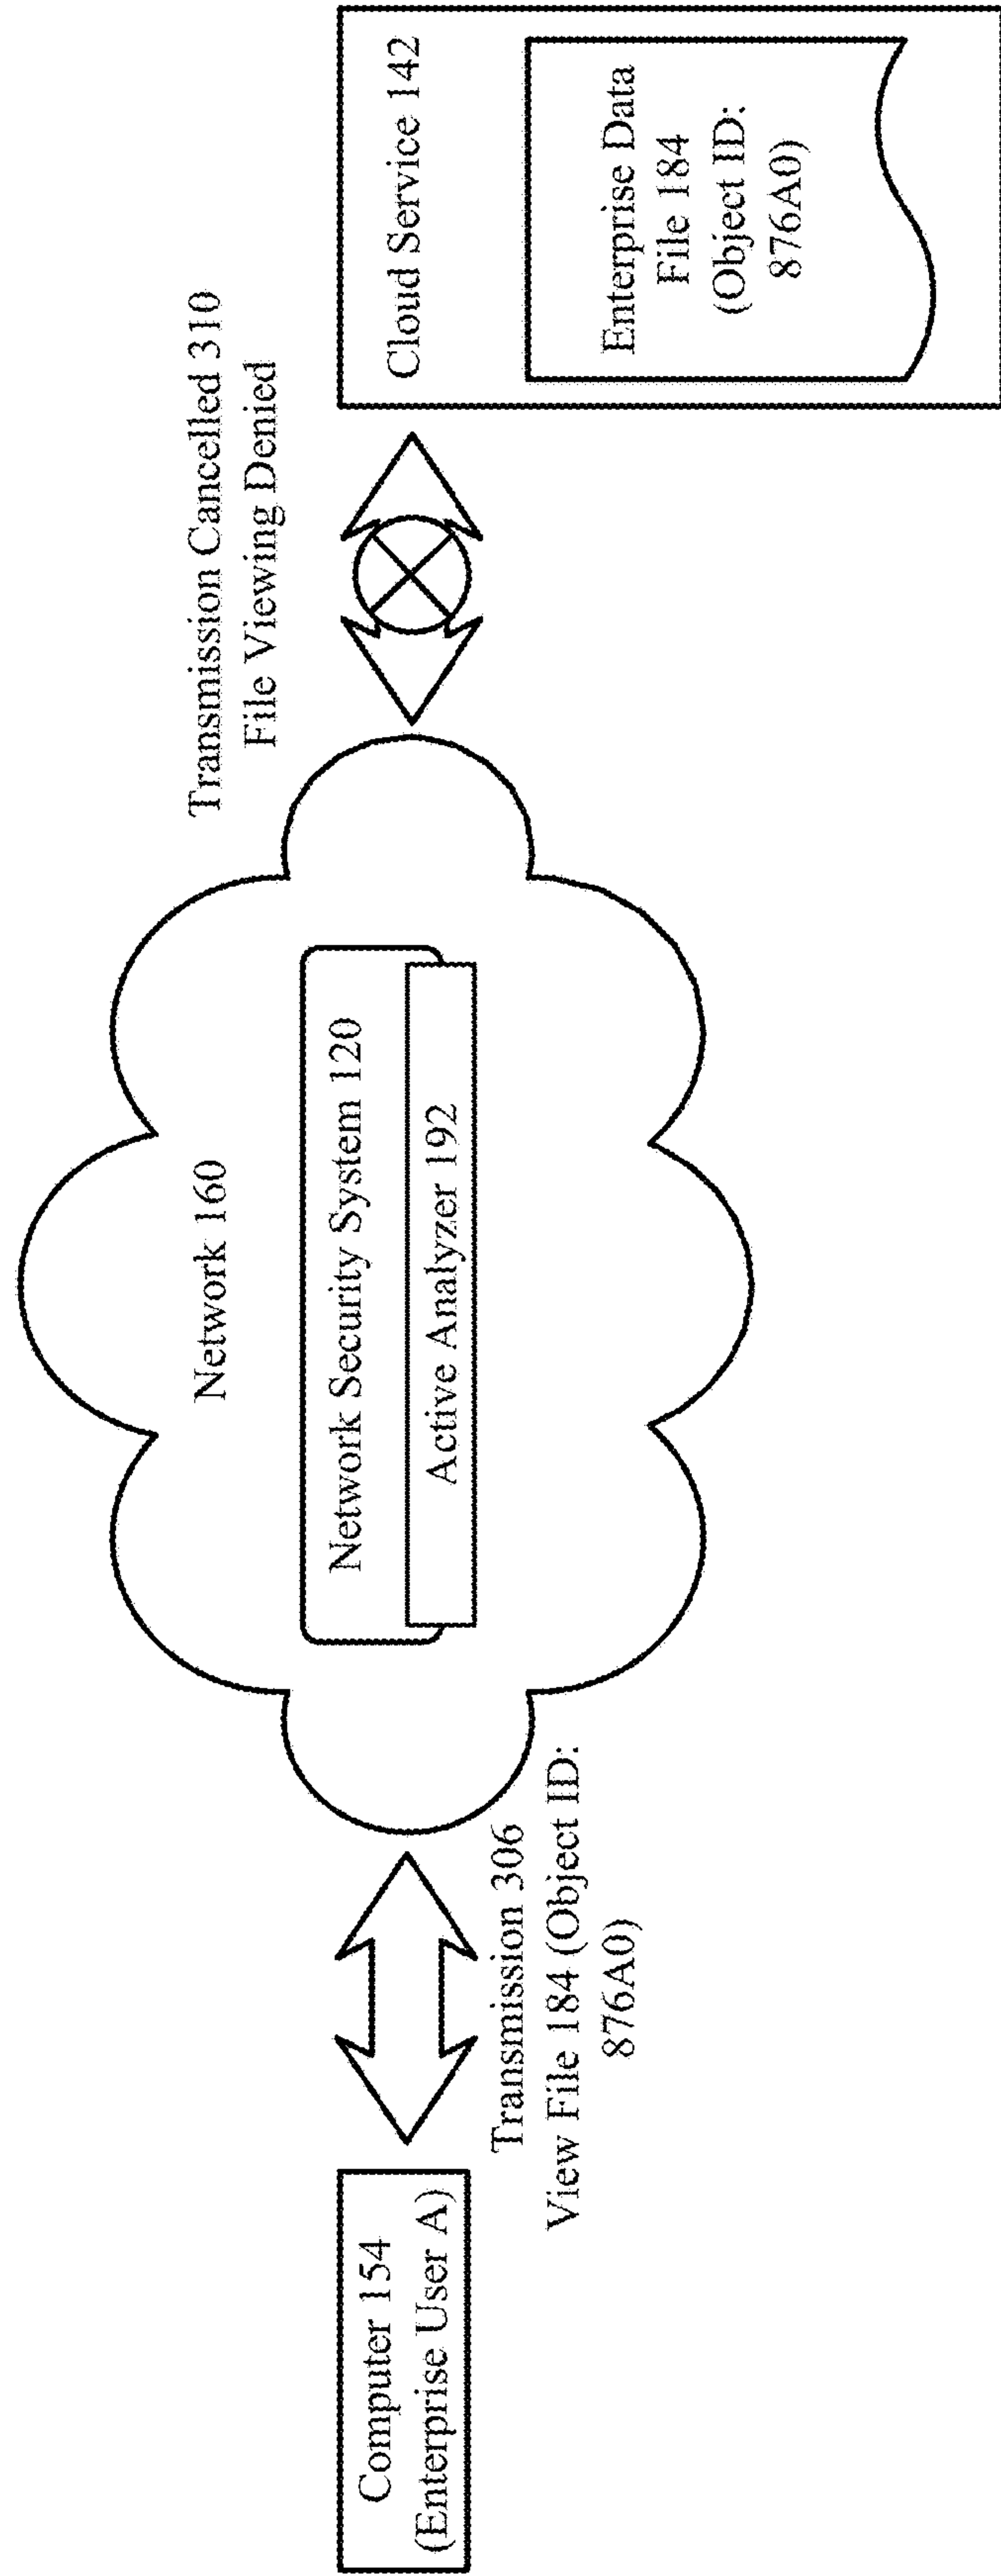 Computer 154
(Enterprise User A)
Transmission 306
View File 184 (Object ID:
876A0)
Network 160
Network Security System 120
Active Analyzer 192
Transmission Cancelled 310
File Viewing Denied
Cloud Service 142
Enterprise Data
File 184
(Object ID:
876A0)